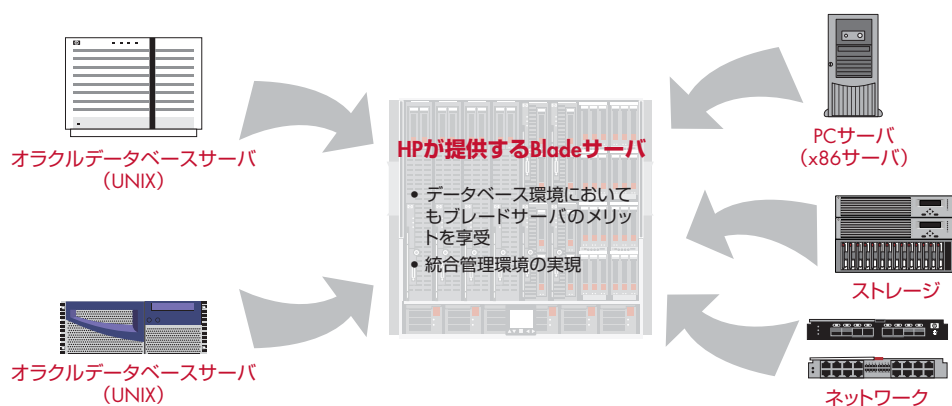 オラクルデータベースサーバ
（UNIX）
HPが提供するBladeサーバ
• データベース環境において
もブレードサーバのメリッ
トを享受
• 統合管理環境の実現
オラクルデータベースサーバ
（UNIX）
PCサーバ
（x86サーバ）
ストレージ
ネットワーク